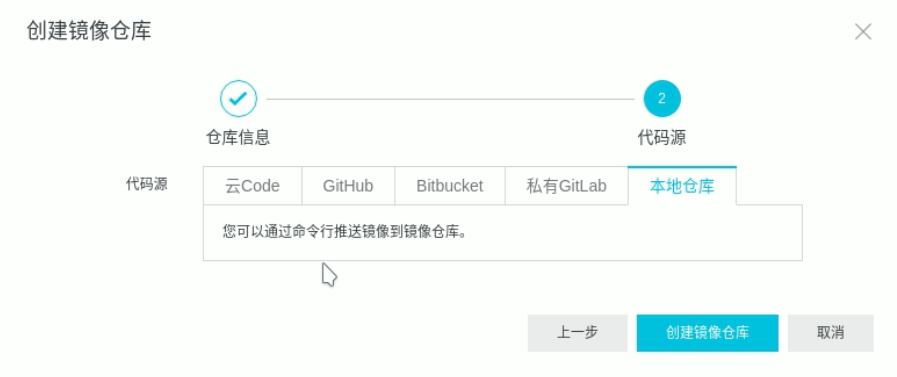 创建镜像仓库
2
仓库信息
代码源
代码源
云Code
GitHub
Bitbucket
私有GitLab
本地仓库
您可以通过命令行推送镜像到镜像仓库。
上一步
创建镜像仓库
取消